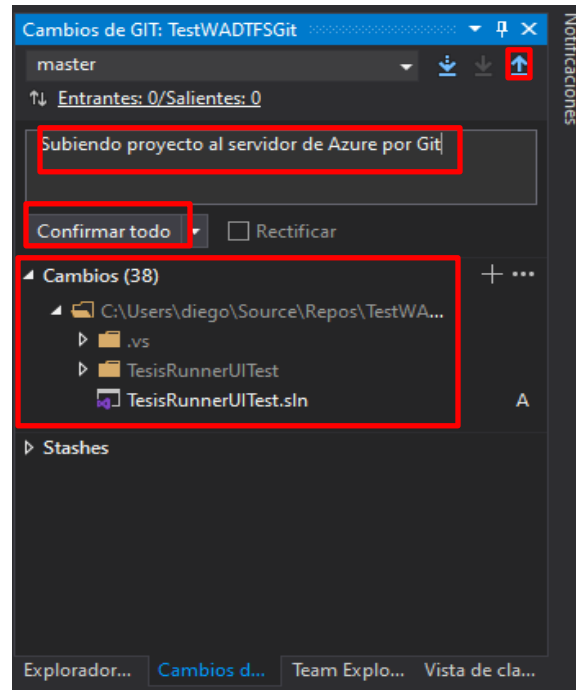 Cambios de GIT: TestWADTFSGit
master
Entrantes: 0/Salientes: 0
Subiendo proyecto al servidor de Azure por Git
Confirmar todo
Rectificar
Cambios (38)
C:\Users\diego\Source\Repos\TestWA...
.vs
TesisRunnerUITest
TesisRunnerUITest.sln A
Stashes
Explorador... Cambios d... Team Explo... Vista de cla...
Notificaciones